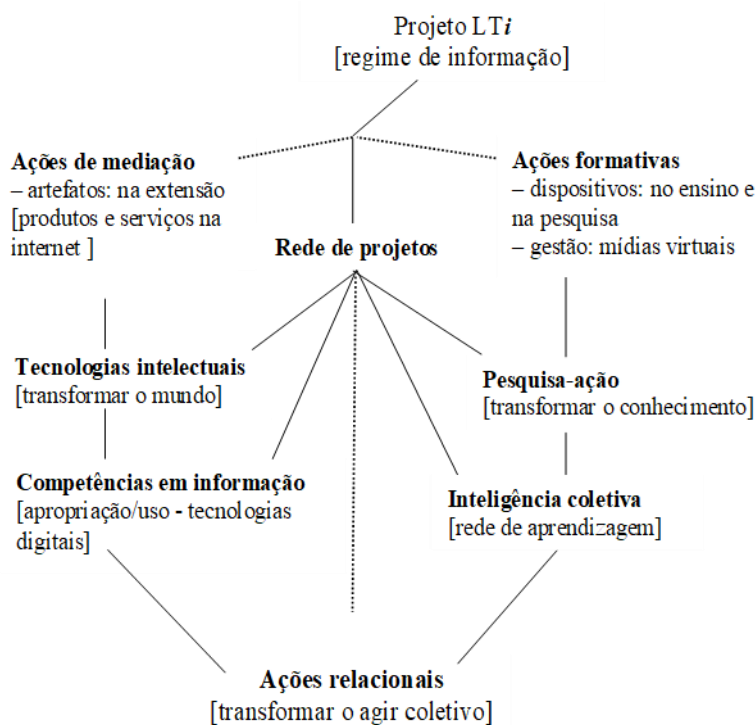 Projeto LTi
[regime de informação]
Ações de mediação
– artefatos: na extensão
[produtos e serviços na
internet ]
Ações formativas
– dispositivos: no ensino e
na pesquisa
– gestão: mídias virtuais
Rede de projetos
Tecnologias intelectuais
[transformar o mundo]
Pesquisa-ação
[transformar o conhecimento]
Competências em informação
[apropriação/uso - tecnologias
digitais]
Inteligência coletiva
[rede de aprendizagem]
Ações relacionais
[transformar o agir coletivo]